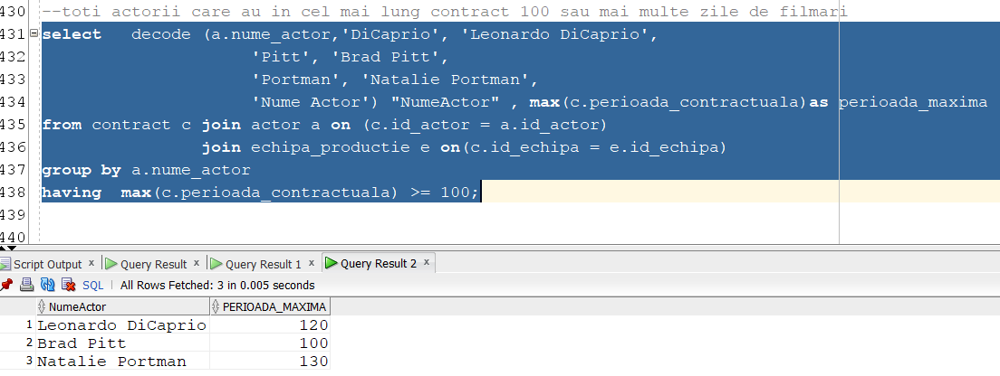 430 --toti actorii care au in cel mai lung contract 100 sau mai multe zile de filmari
431 select decode (a.nume_actor,'DiCaprio', 'Leonardo DiCaprio',
432 'Pitt', 'Brad Pitt',
433 'Portman', 'Natalie Portman',
434 'Nume Actor') "NumeActor" , max(c.perioada_contractuala)as perioada_maxima
435 from contract c join actor a on (c.id_actor = a.id_actor)
436 join echipa_productie e on(c.id_echipa = e.id_echipa)
437 group by a.nume_actor
438 having max(c.perioada_contractuala) >= 100;
439
440
Script Output x Query Result x Query Result 1 x Query Result 2 x
SQL | All Rows Fetched: 3 in 0.005 seconds
NumeActor PERIOADA_MAXIMA
1 Leonardo DiCaprio 120
2 Brad Pitt 100
3 Natalie Portman 130